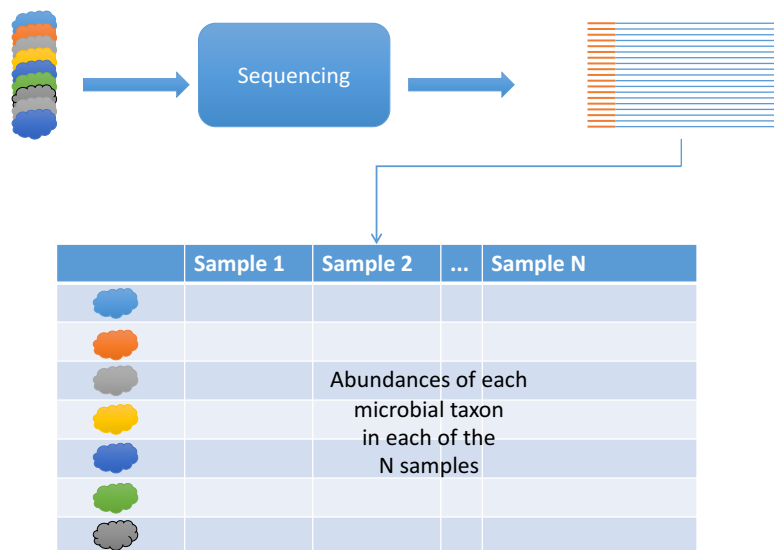 Sequencing
Sample 1 Sample 2 ... Sample N
Abundances of each
microbial taxon
in each of the
N samples